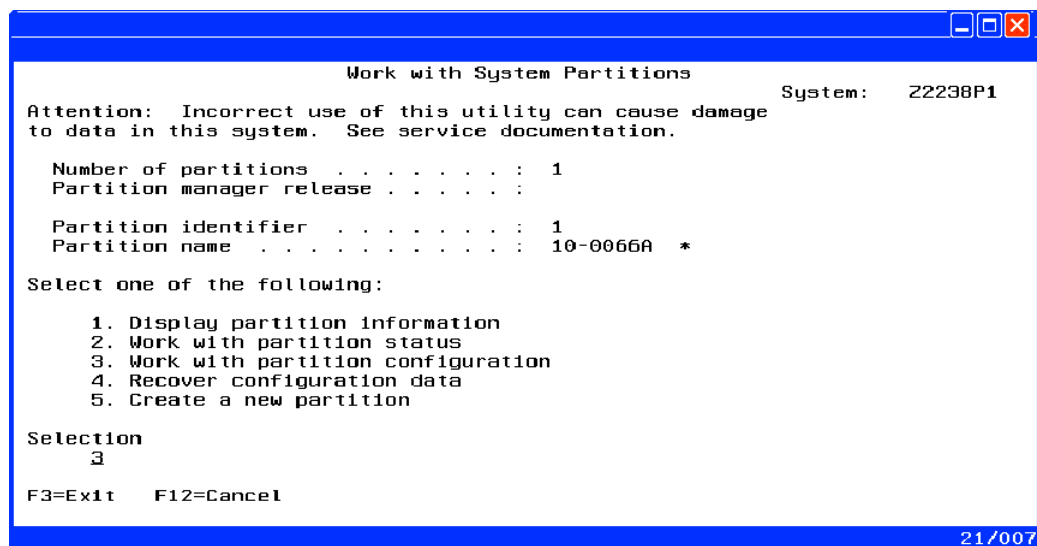 Work with System Partitions
System: Z2238P1
Attention: Incorrect use of this utility can cause damage
to data in this system. See service documentation.
Number of partitions . . . . . . . : 1
Partition manager release . . . . . :
Partition identifier . . . . . . . : 1
Partition name . . . . . . . . . . . : 10-0066A *
Select one of the following:
1. Display partition information
2. Work with partition status
3. Work with partition configuration
4. Recover configuration data
5. Create a new partition
Selection
3
F3=Exit F12=Cancel
21/007